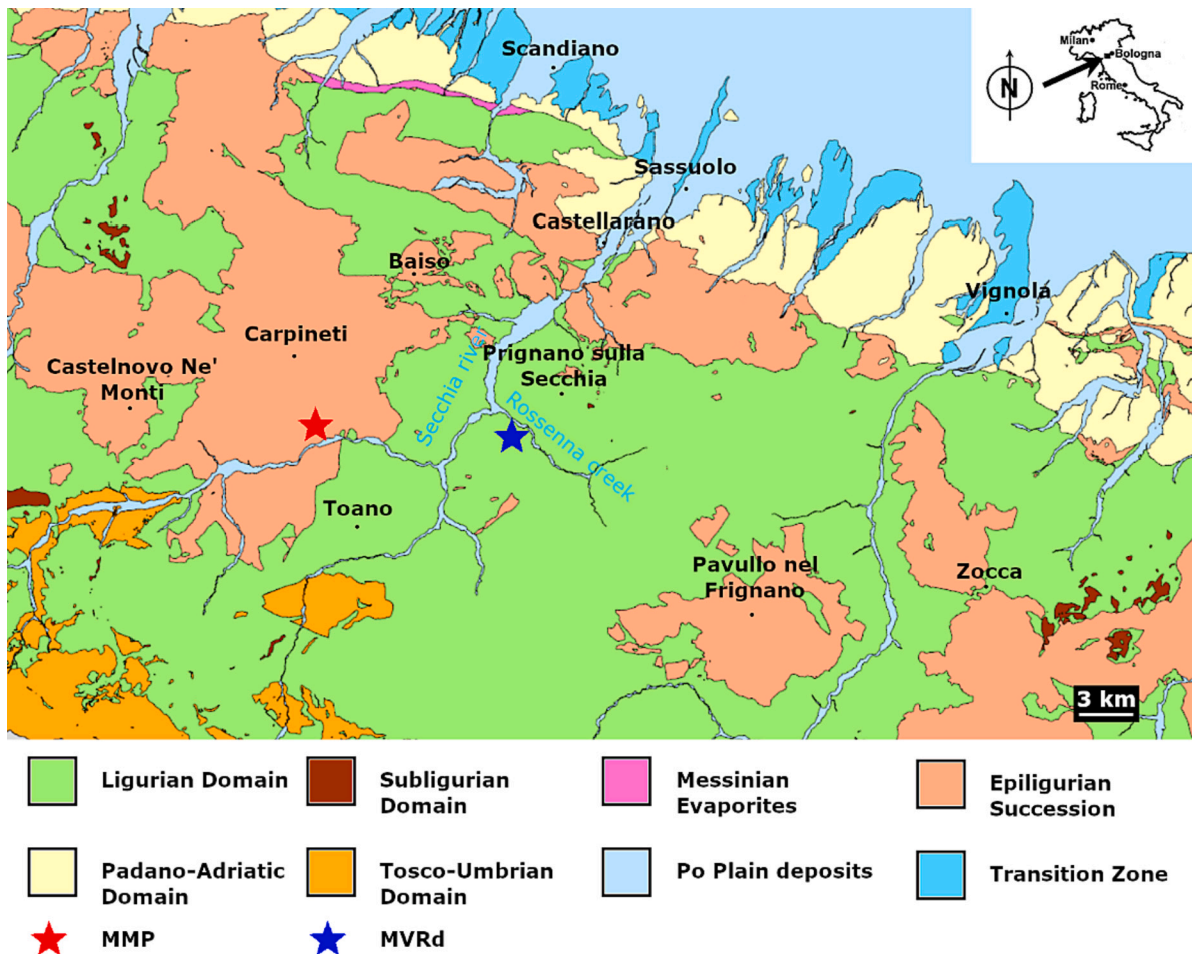 Scandiano
Milan
Bologna
Rome
N
Sassuolo
Castellarano
Baiso
Vignola
Carpineti
Secchia river
Prignano sulla
Secchia
Castelnovo Ne'
Monti
Rossenna creek
Toano
Pavullo nel
Frignano
Zocca
3 km
Ligurian Domain
Subligurian
Domain
Messinian
Evaporites
Epiligurian
Succession
Padano-Adriatic
Domain
Tosco-Umbrian
Domain
Po Plain deposits
Transition Zone
MMP
MVRd